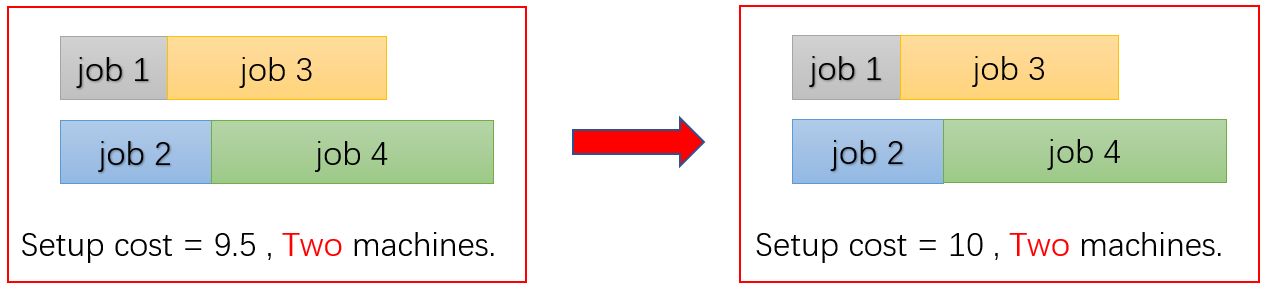 job 1 job 3
job 2 job 4
Setup cost = 9.5 , Two machines.
job 1 job 3
job 2 job 4
Setup cost = 10 , Two machines.